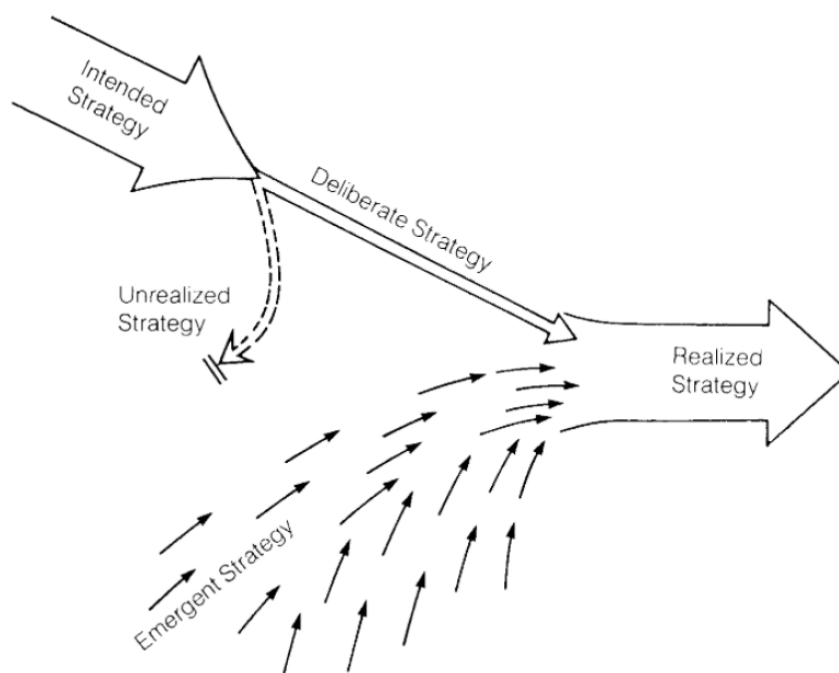 Intended
Strategy
Deliberate Strategy
Unrealized
Strategy
Realized
Strategy
Emergent Strategy